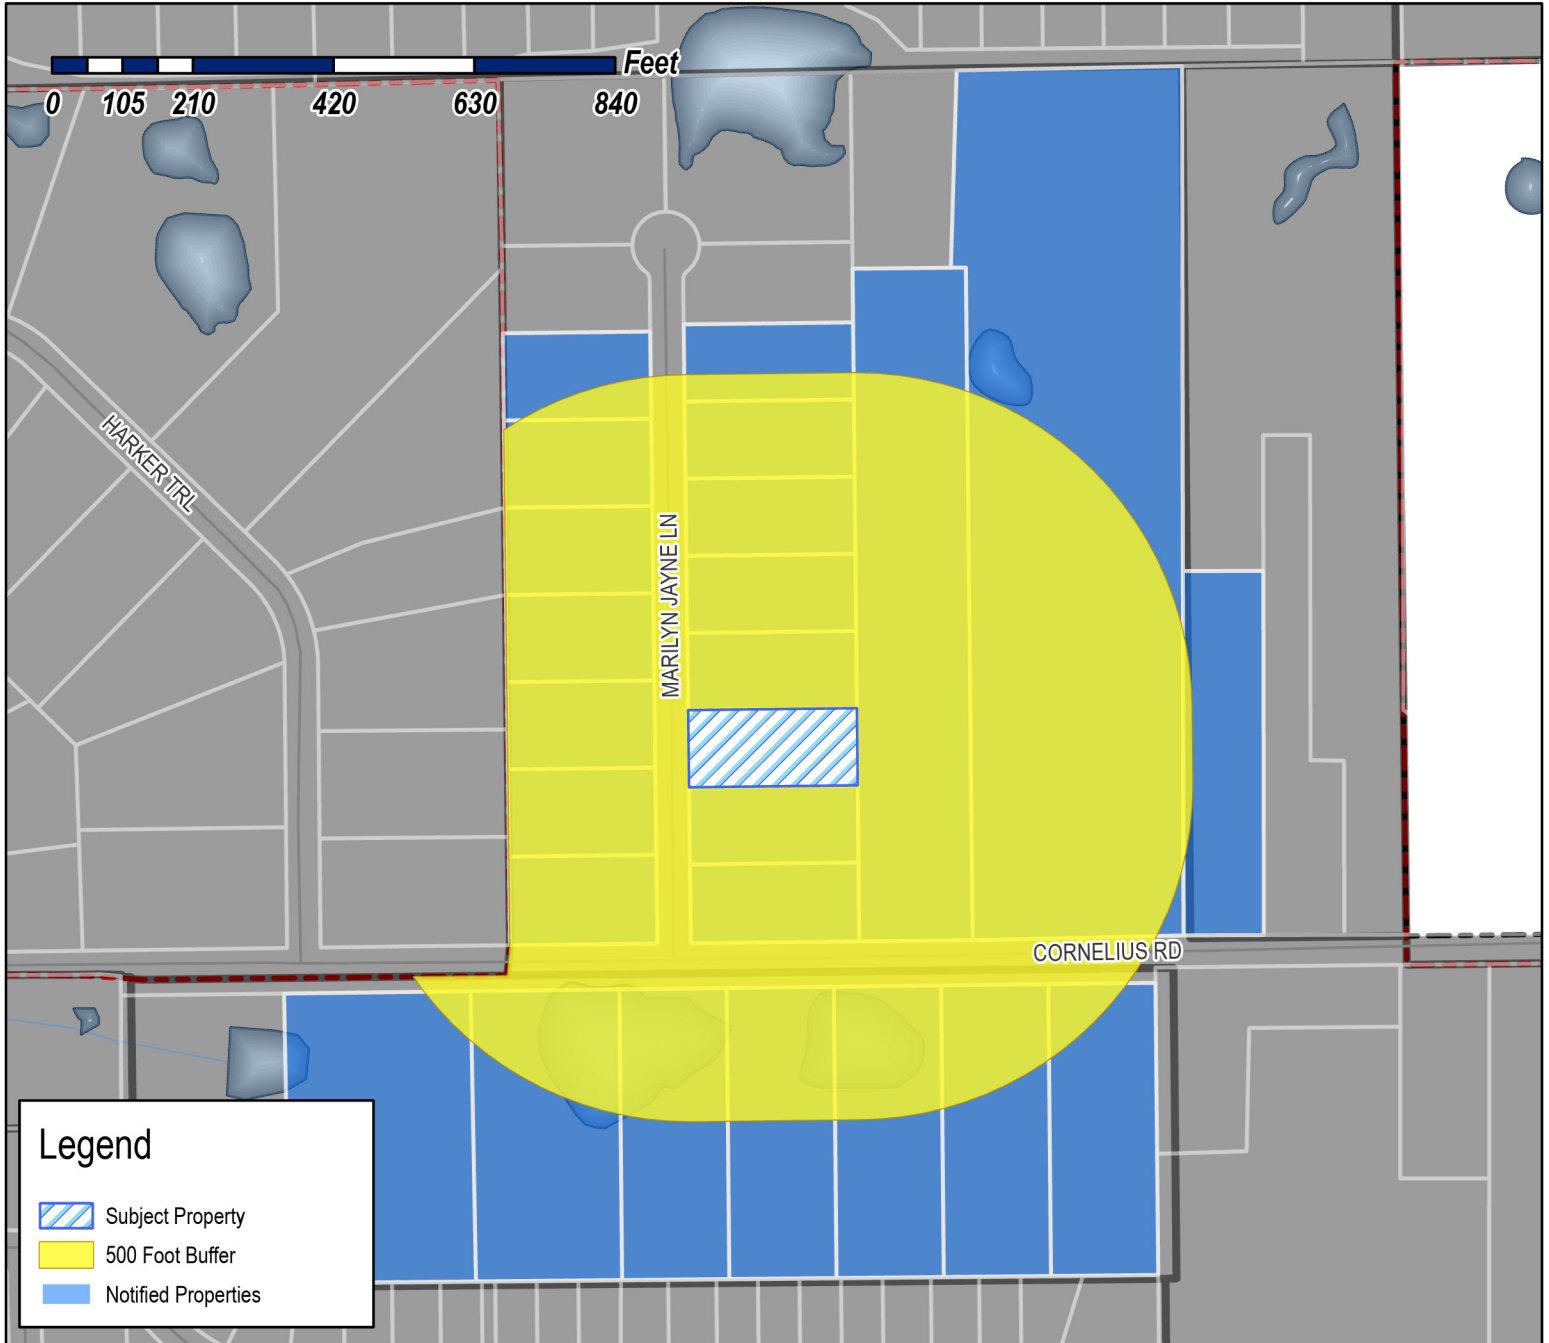 Feet
0 105 210 420 630 840
HARKER TRL
MARILYN JAYNE LN
CORNELIUS RD
Legend
Subject Property
500 Foot Buffer
Notified Properties